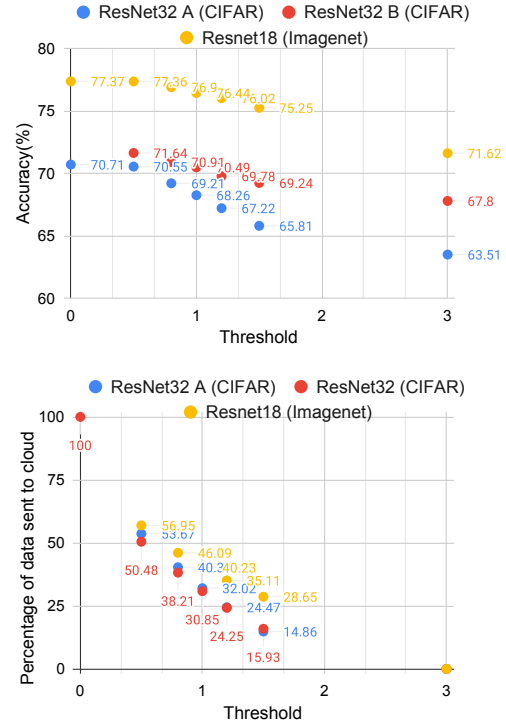 ResNet32 A (CIFAR) ResNet32 B (CIFAR)
Resnet18 (Imagenet)
80
77.37 77.36 76.9 76.44 76.02 75.25
75
71.64 70.91 70.49 69.78 69.24 71.62
70.71 70.55 69.21 68.26 67.22 65.81 67.8
70
65
63.51
60
0 1 2 3
Accuracy(%)
Threshold
ResNet32 A (CIFAR) ResNet32 (CIFAR)
Resnet18 (Imagenet)
100
100
75
56.95
53.67
50
50.48
46.09
40.3
40.23
38.21
35.11
32.02
30.85
28.65
25
24.47
24.25
14.86
15.93
0
0 1 2 3
Percentage of data sent to cloud
Threshold